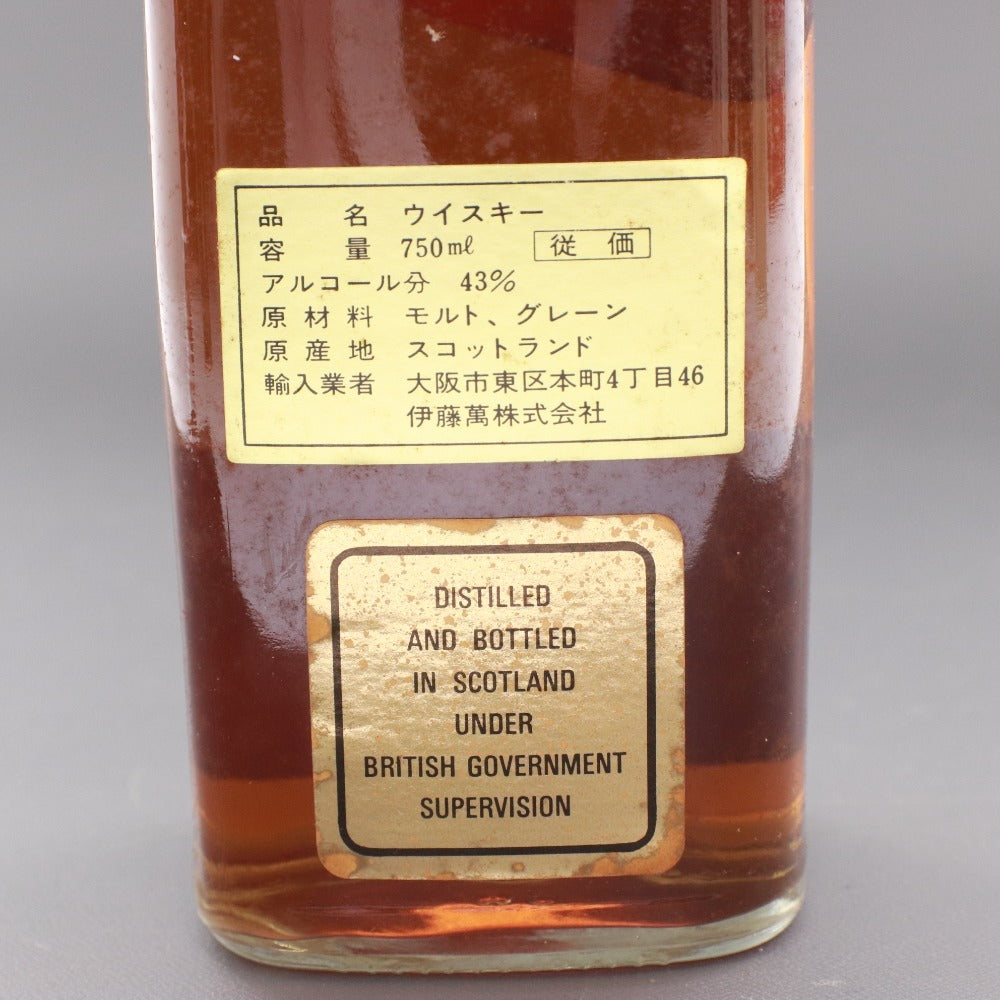 品名 ウイスキー
容量 750ml 従価
アルコール分 43%
原材料 モルト、グレーン
原産地 スコットランド
輸入業者 大阪市東区本町4丁目46
伊藤萬株式会社
DISTILLED
AND BOTTLED
IN SCOTLAND
UNDER
BRITISH GOVERNMENT
SUPERVISION